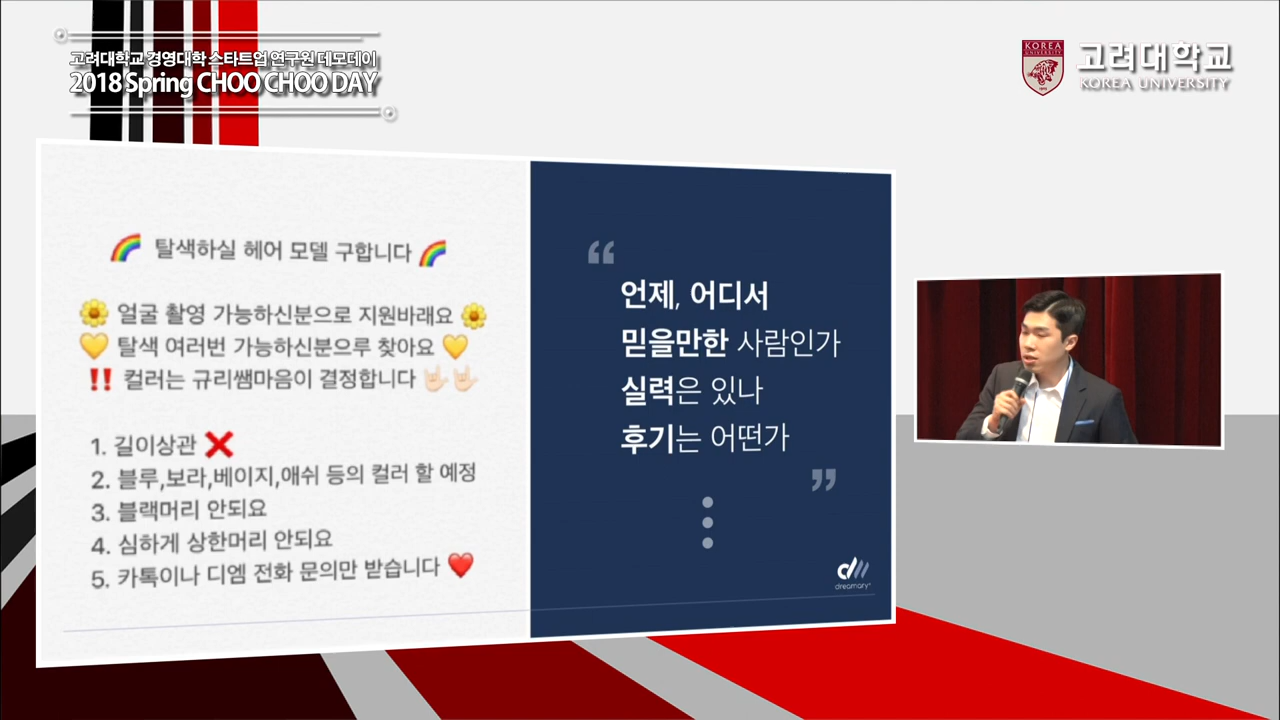 고려대학교 경영대학 스타트업 연구원 데모데이
2018 Spring CHOO CHOO DAY
KOREA
UNIVERSITY
1905
고려대학교
KOREA UNIVERSITY
🌈 탈색하실 헤어 모델 구합니다 🌈
🌼 얼굴 촬영 가능하신분으로 지원바래요 🌼
💛 탈색 여러번 가능하신분으루 찾아요 💛
‼️ 컬러는 규리쌤마음이 결정합니다 🤟🏻🤟🏻
1. 길이상관 ❌
2. 블루,보라,베이지,애쉬 등의 컬러 할 예정
3. 블랙머리 안되요
4. 심하게 상한머리 안되요
5. 카톡이나 디엠 전화 문의만 받습니다 ❤️
“
언제, 어디서
믿을만한 사람인가
실력은 있나
후기는 어떤가
”
dreamary